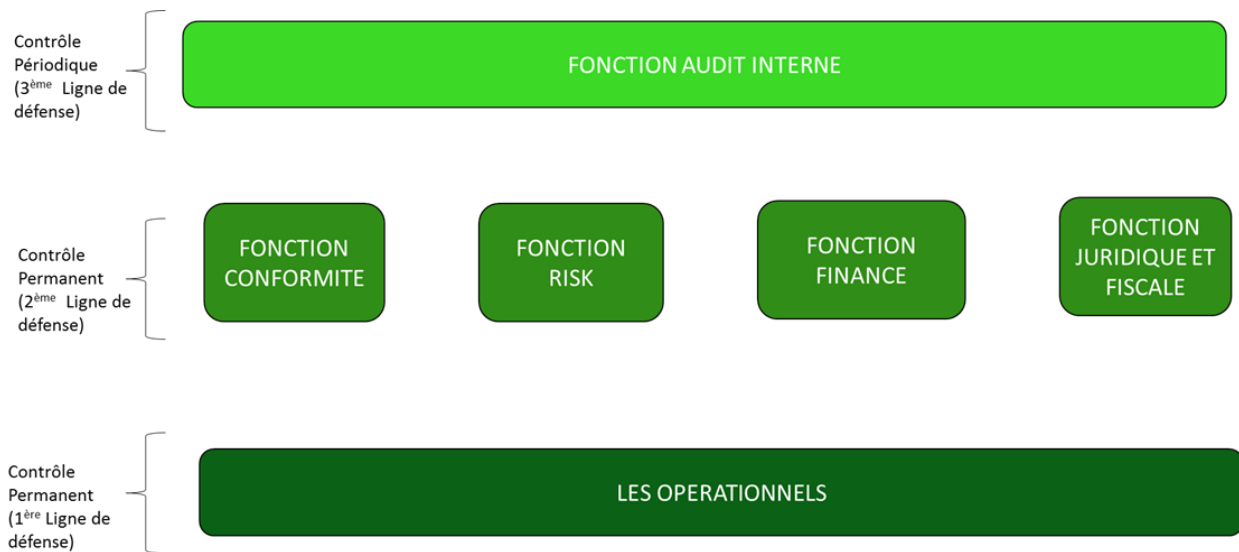 Contrôle
Périodique
(3ème Ligne de
défense)
FONCTION AUDIT INTERNE
Contrôle
Permanent
(2ème Ligne de
défense)
FONCTION
CONFORMITE
FONCTION
RISK
FONCTION
FINANCE
FONCTION
JURIDIQUE ET
FISCALE
Contrôle
Permanent
(1ère Ligne de
défense)
LES OPERATIONNELS